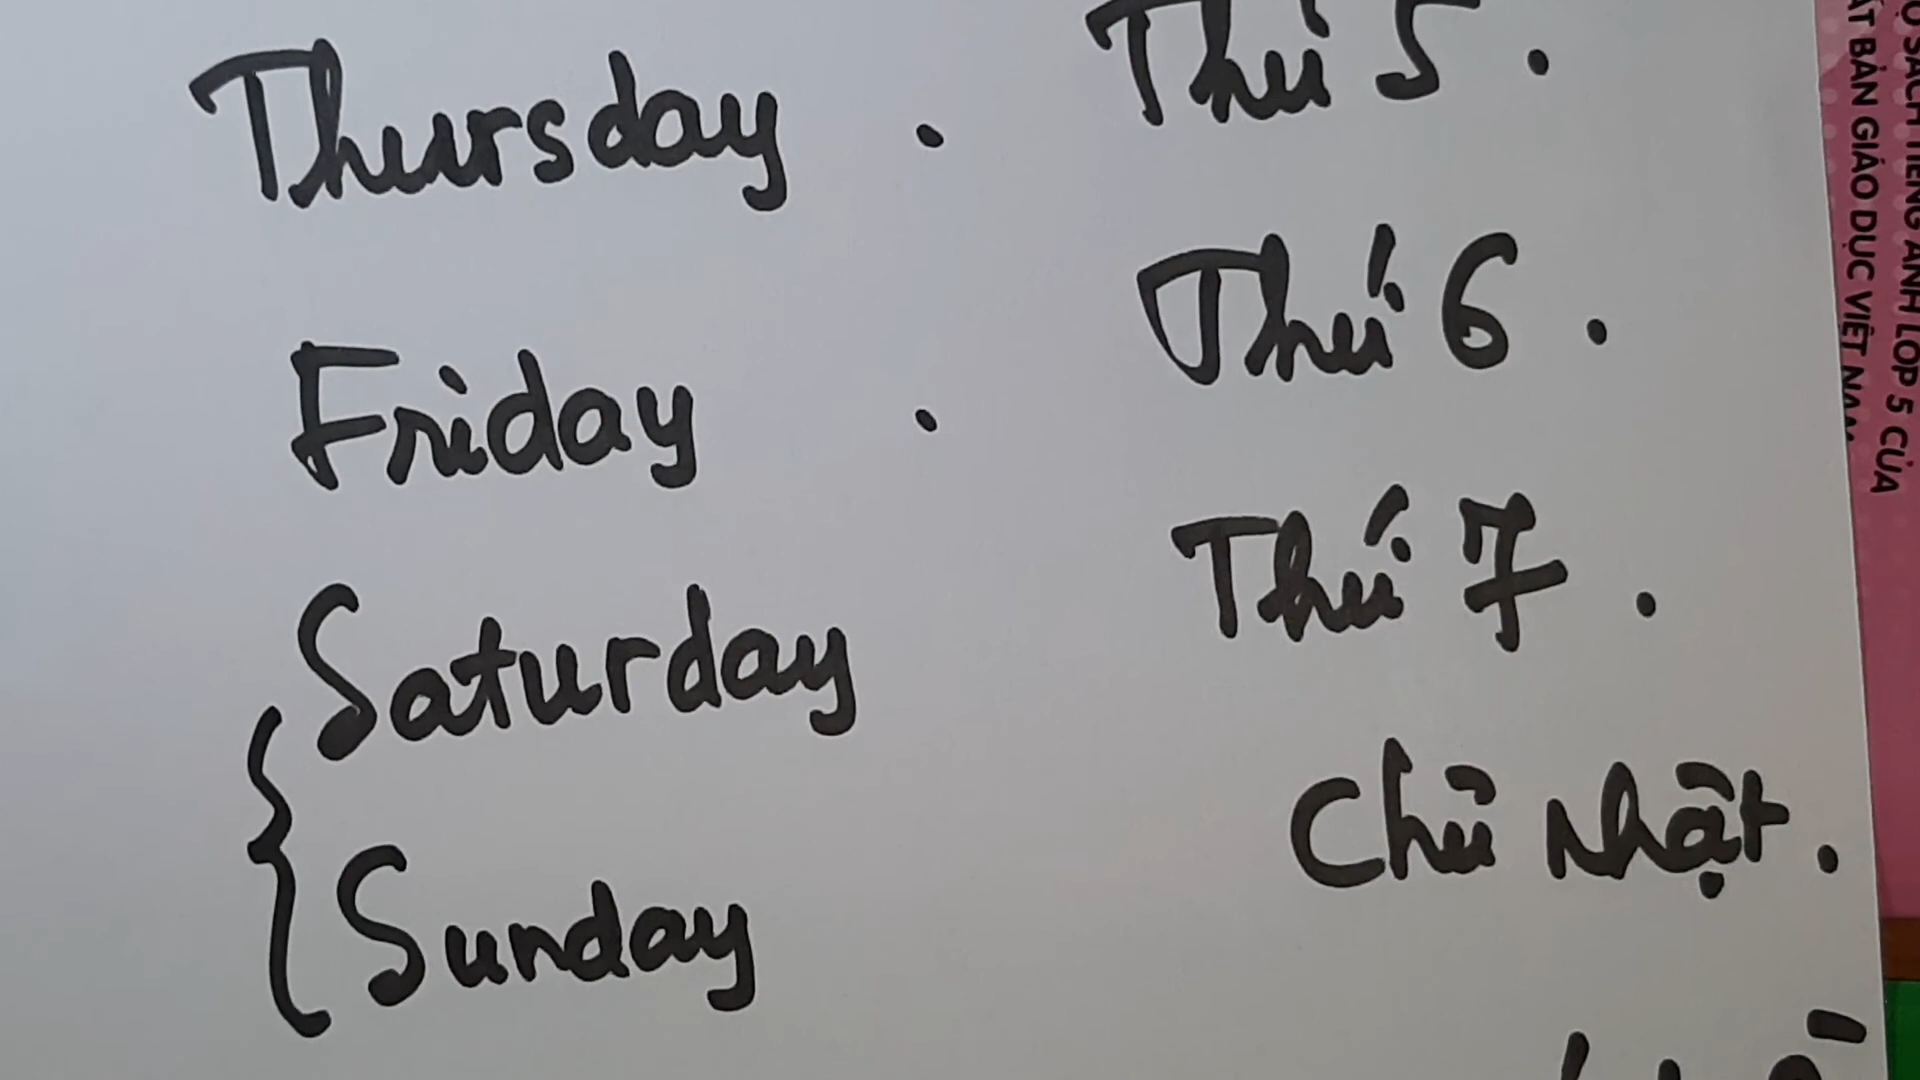 Thursday . Thứ 5 .
Friday . Thứ 6 .
Saturday Thứ 7 .
Sunday Chủ Nhật .
SÁCH TIẾNG ANH LỚP 5 CỦA
BẢN GIÁO DỤC VIỆT NAM